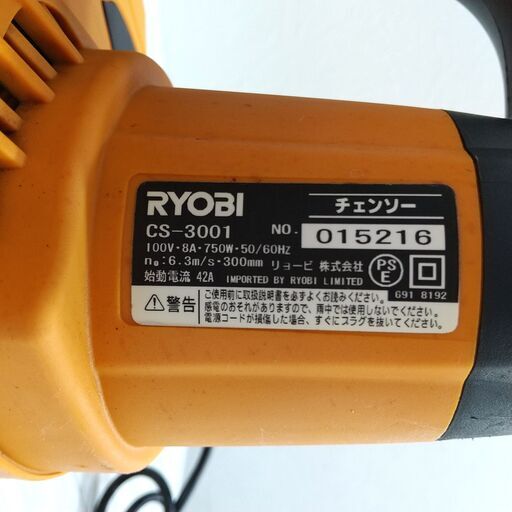 RYOBI
チェンソー
CS-3001 NO. 015216
100V・8A・750W・50/60HZ
n₀: 6.3m/s・300mm リョービ 株式会社
始動電流 42A IMPORTED BY RYOBI LIMITED
PS
E
G91 8192
警告
ご使用前に取扱説明書を必ずよくお読みください。
感電のおそれがありますので、雨中では使用しないでください。
電源コードが損傷した場合、すぐにプラグを抜いてください。